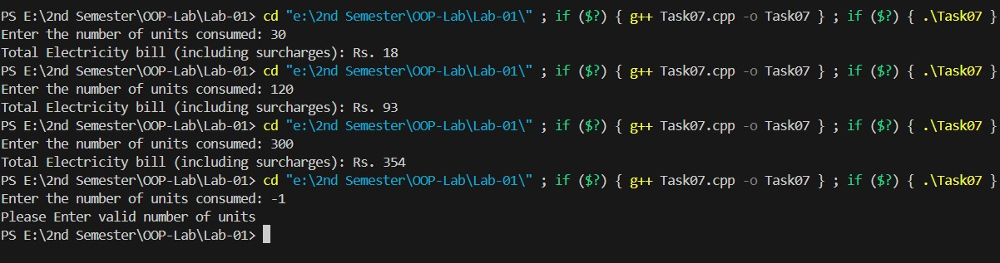 PS E:\2nd Semester\OOP-Lab\Lab-01> cd "e:\2nd Semester\OOP-Lab\Lab-01\" ; if ($?) { g++ Task07.cpp -o Task07 } ; if ($?) { .\Task07 }
Enter the number of units consumed: 30
Total Electricity bill (including surcharges): Rs. 18
PS E:\2nd Semester\OOP-Lab\Lab-01> cd "e:\2nd Semester\OOP-Lab\Lab-01\" ; if ($?) { g++ Task07.cpp -o Task07 } ; if ($?) { .\Task07 }
Enter the number of units consumed: 120
Total Electricity bill (including surcharges): Rs. 93
PS E:\2nd Semester\OOP-Lab\Lab-01> cd "e:\2nd Semester\OOP-Lab\Lab-01\" ; if ($?) { g++ Task07.cpp -o Task07 } ; if ($?) { .\Task07 }
Enter the number of units consumed: 300
Total Electricity bill (including surcharges): Rs. 354
PS E:\2nd Semester\OOP-Lab\Lab-01> cd "e:\2nd Semester\OOP-Lab\Lab-01\" ; if ($?) { g++ Task07.cpp -o Task07 } ; if ($?) { .\Task07 }
Enter the number of units consumed: -1
Please Enter valid number of units
PS E:\2nd Semester\OOP-Lab\Lab-01>